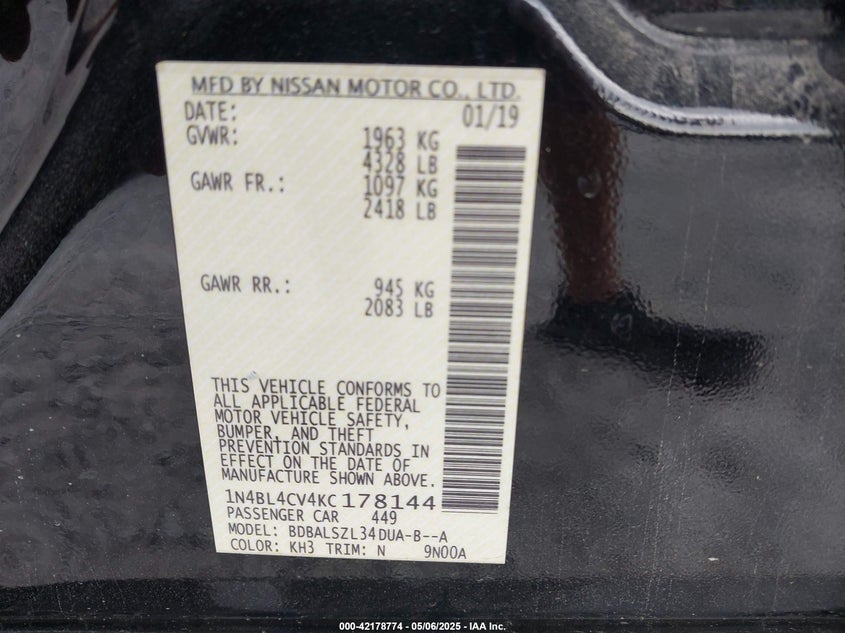 MFD BY NISSAN MOTOR CO., LTD.
DATE: 01/19
GVWR: 1963 KG
4328 LB
GAWR FR.: 1097 KG
2418 LB
GAWR RR.: 945 KG
2083 LB
THIS VEHICLE CONFORMS TO
ALL APPLICABLE FEDERAL
MOTOR VEHICLE SAFETY,
BUMPER, AND THEFT
PREVENTION STANDARDS IN
EFFECT ON THE DATE OF
MANUFACTURE SHOWN ABOVE.
1N4BL4CV4KC178144
PASSENGER CAR 449
MODEL: BDBALSZL34DUA-B--A
COLOR: KH3 TRIM: N 9N00A
000-42178774 - 05/06/2025 - IAA Inc.